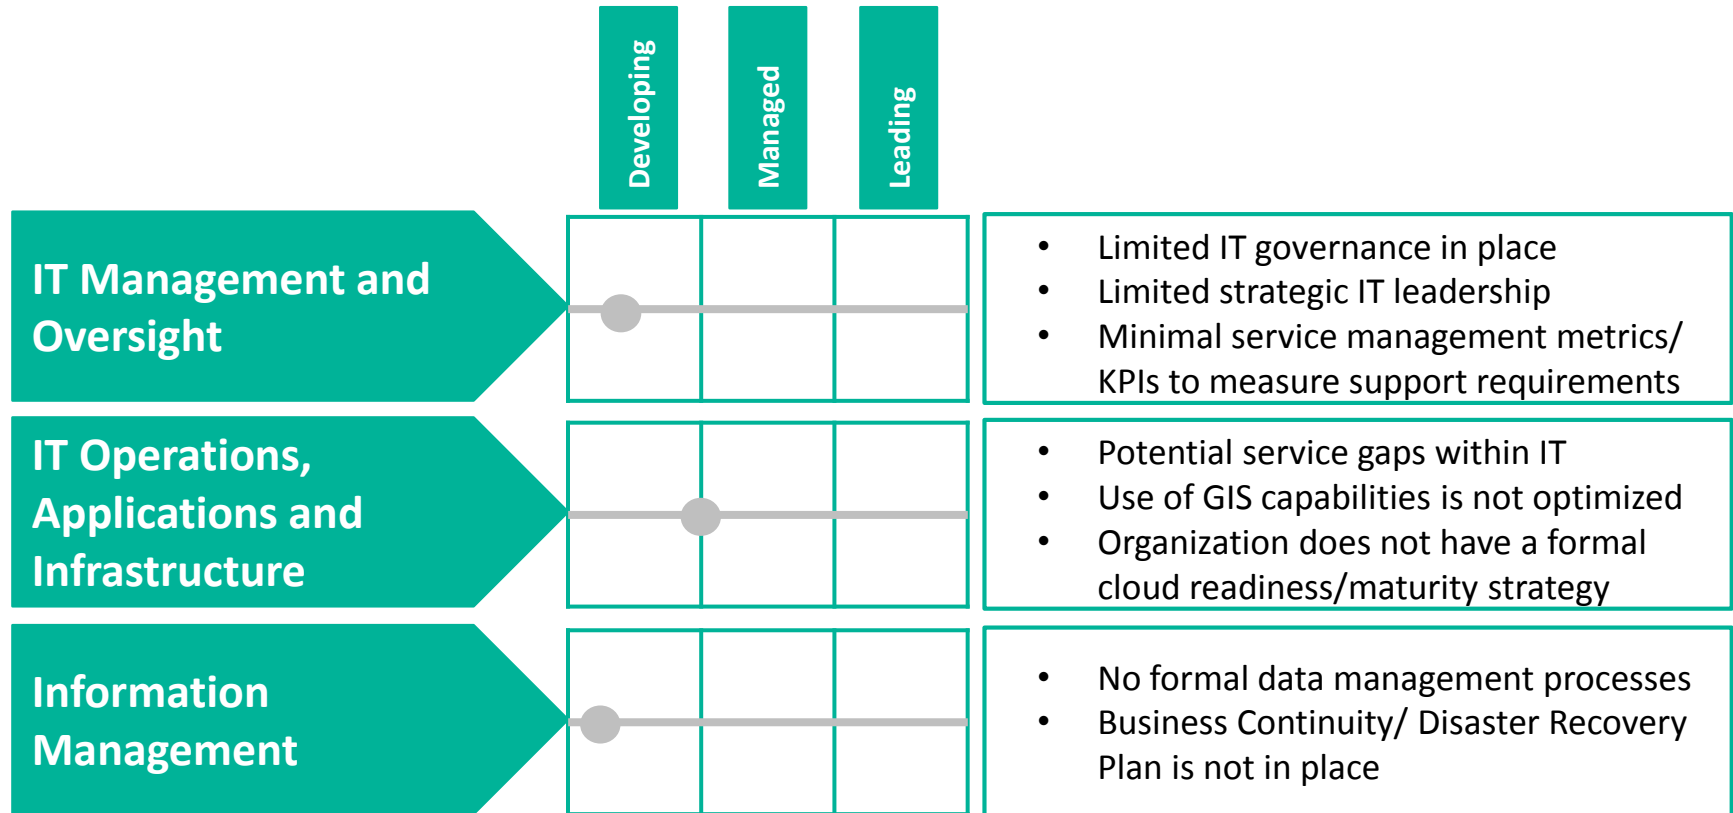 Developing
Managed
Leading
IT Management and
Oversight
• Limited IT governance in place
• Limited strategic IT leadership
• Minimal service management metrics/
KPIs to measure support requirements
IT Operations,
Applications and
Infrastructure
• Potential service gaps within IT
• Use of GIS capabilities is not optimized
• Organization does not have a formal
cloud readiness/maturity strategy
Information
Management
• No formal data management processes
• Business Continuity/ Disaster Recovery
Plan is not in place